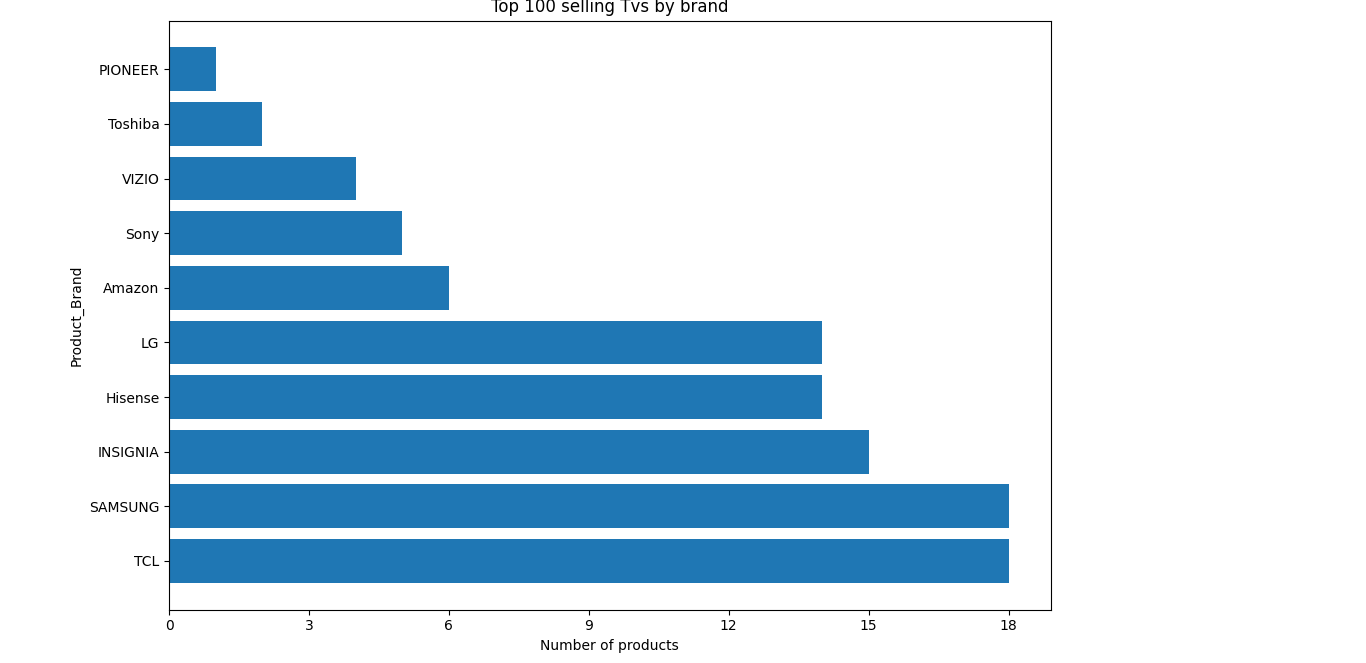 Top 100 selling Tvs by brand
PIONEER
Toshiba
VIZIO
Sony
Amazon
LG
Hisense
INSIGNIA
SAMSUNG
TCL
Product_Brand
0 3 6 9 12 15 18
Number of products